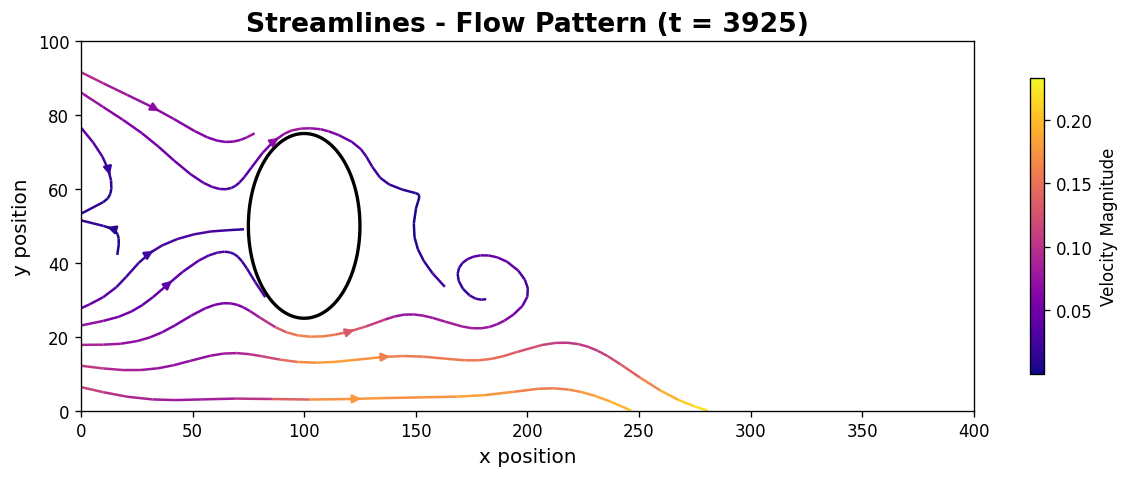 Streamlines - Flow Pattern (t = 3925)
100
80
60
40
20
0
y position
0 50 100 150 200 250 300 350 400
x position
0.20
0.15
0.10
0.05
Velocity Magnitude